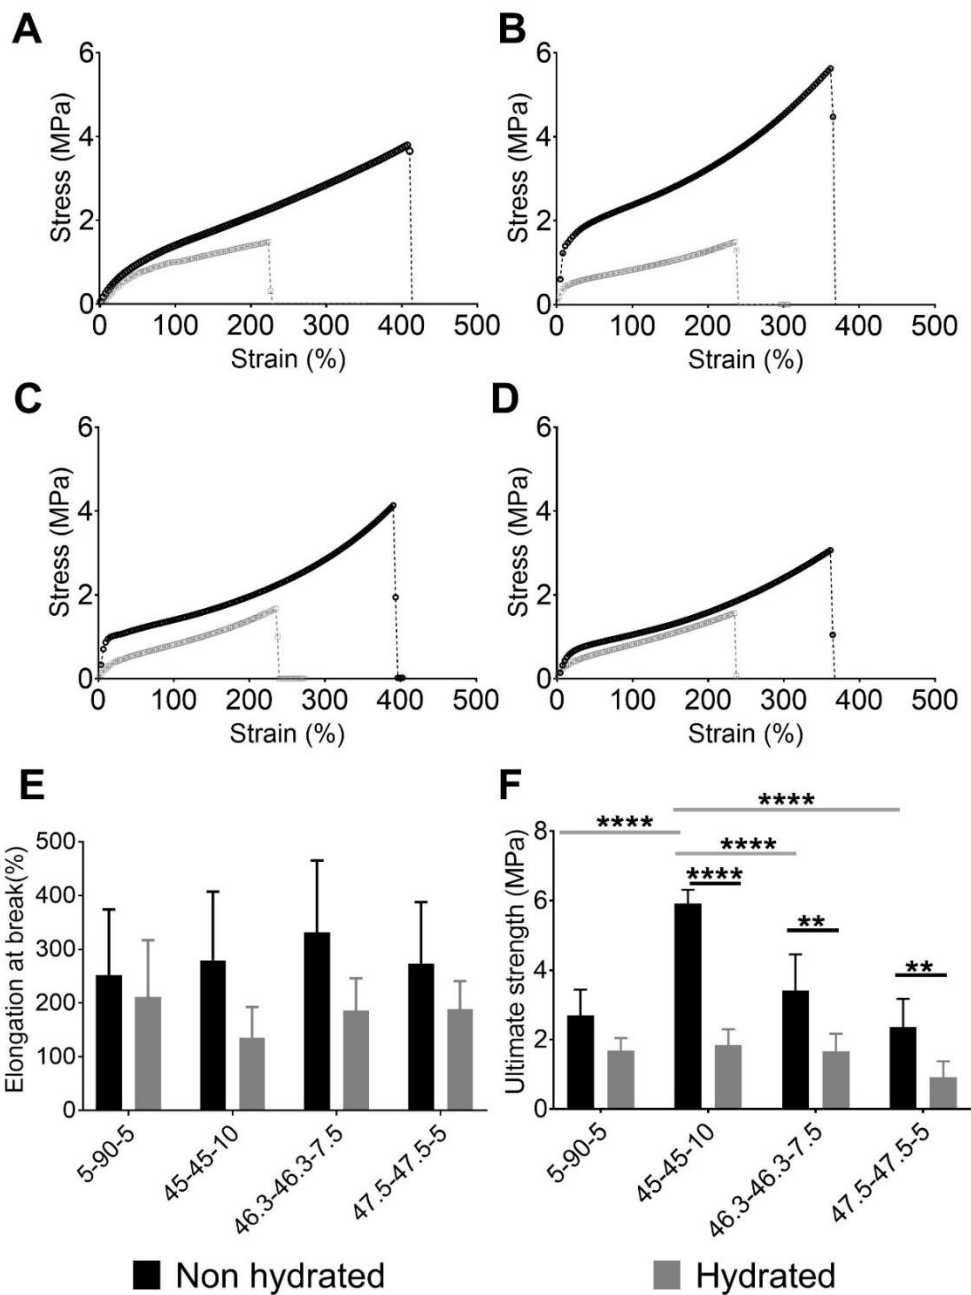 A
B
6
4
2
0
Stress (MPa)
0 100 200 300 400 500
Strain (%)
6
4
2
0
Stress (MPa)
0 100 200 300 400 500
Strain (%)
C
D
6
4
2
0
Stress (MPa)
0 100 200 300 400 500
Strain (%)
6
4
2
0
Stress (MPa)
0 100 200 300 400 500
Strain (%)
E
500
400
300
200
100
0
Elongation at break(%)
5-90-5
45-45-10
46.3-46.3-7.5
47.5-47.5-5
F
****
****
****
****
**
**
8
6
4
2
0
Ultimate strength (MPa)
5-90-5
45-45-10
46.3-46.3-7.5
47.5-47.5-5
Non hydrated
Hydrated